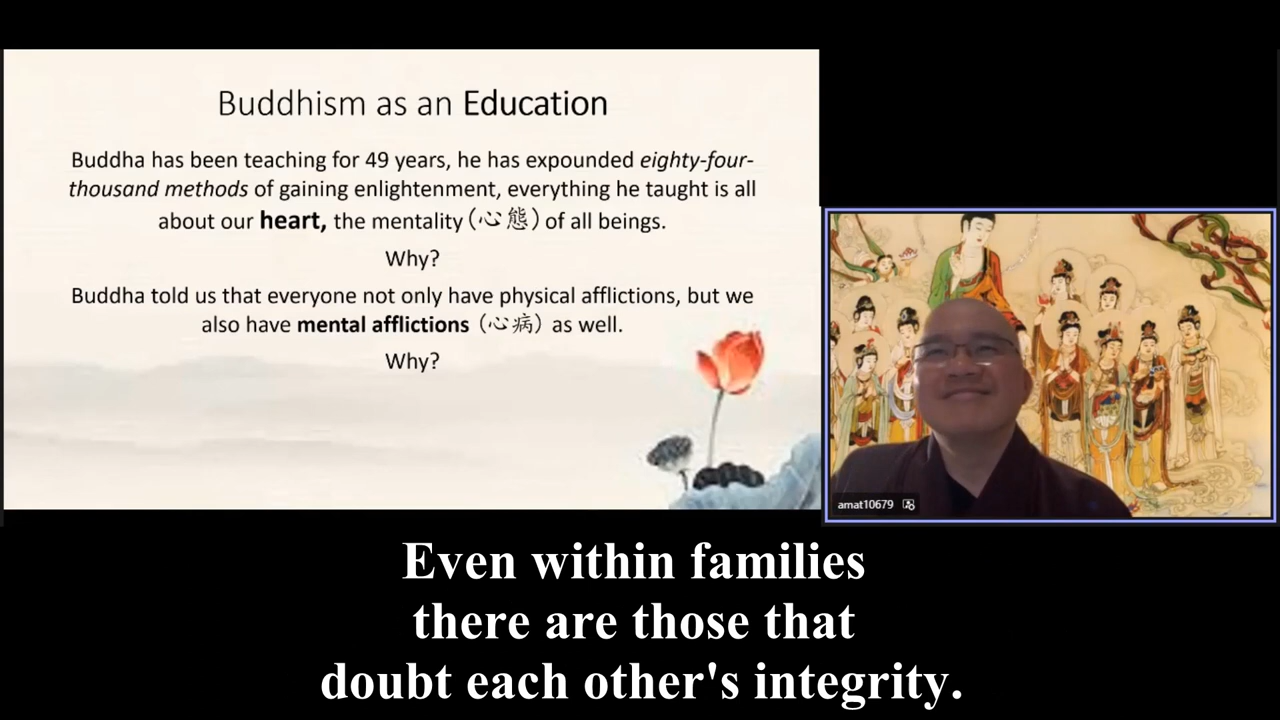 Buddhism as an Education
Buddha has been teaching for 49 years, he has expounded eighty-four-
thousand methods of gaining enlightenment, everything he taught is all
about our heart, the mentality（心態）of all beings.
Why?
Buddha told us that everyone not only have physical afflictions, but we
also have mental afflictions（心病）as well.
Why?
amat10679
Even within families
there are those that
doubt each other's integrity.